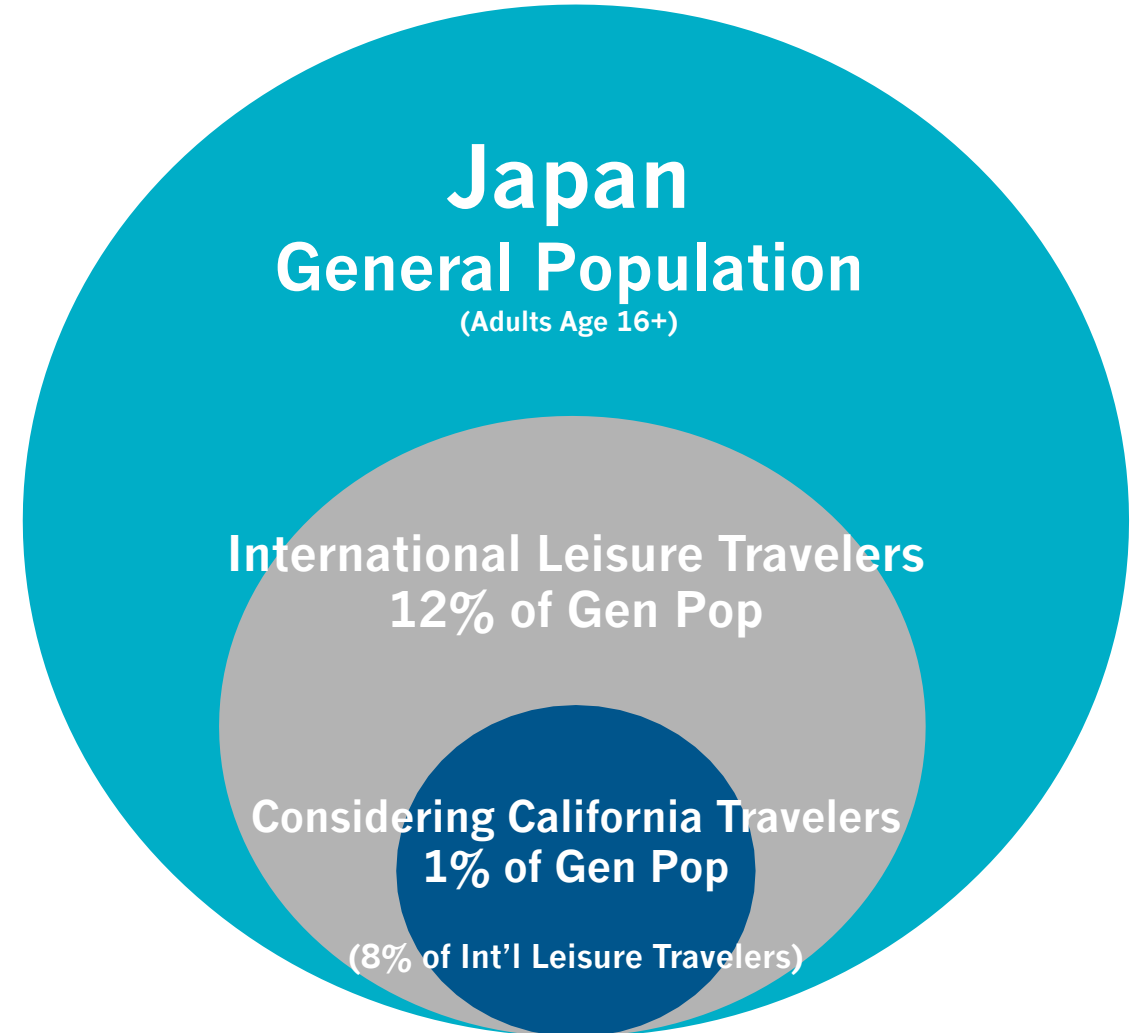 Japan
General Population
(Adults Age 16+)
International Leisure Travelers
12% of Gen Pop
Considering California Travelers
1% of Gen Pop
(8% of Int’l Leisure Travelers)